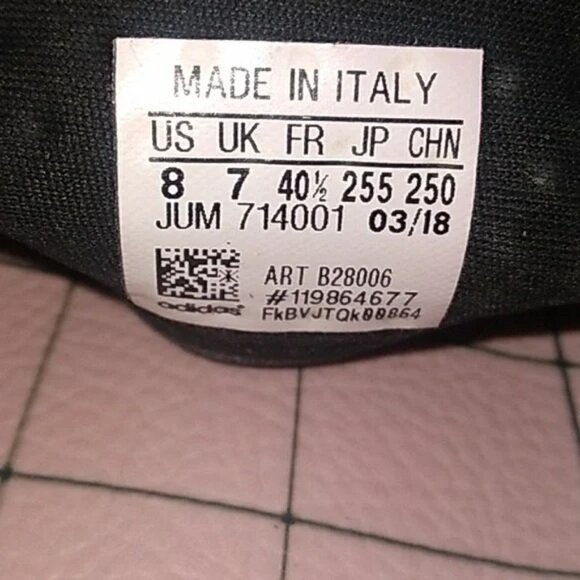 MADE IN ITALY
US UK FR JP CHN
8 7 40½ 255 250
JUM 714001 03/18
ART B28006
#119864677
adidas
FkBVJTQk00864